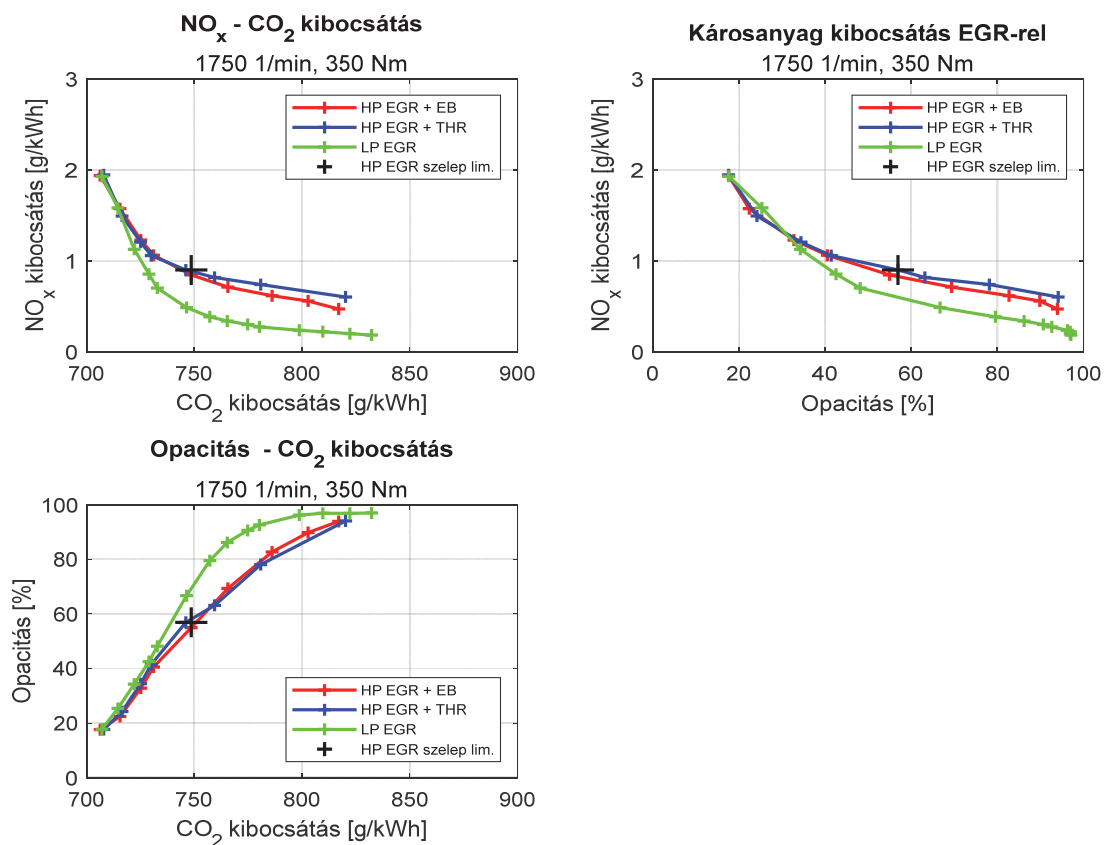 NOx - CO2 kibocsátás
1750 1/min, 350 Nm
3
2
1
0
NOx kibocsátás [g/kWh]
HP EGR + EB
HP EGR + THR
LP EGR
HP EGR szelep lim.
700 750 800 850 900
CO2 kibocsátás [g/kWh]
Károsanyag kibocsátás EGR-rel
1750 1/min, 350 Nm
3
2
1
0
NOx kibocsátás [g/kWh]
HP EGR + EB
HP EGR + THR
LP EGR
HP EGR szelep lim.
0 20 40 60 80 100
Opacitás [%]
Opacitás - CO2 kibocsátás
1750 1/min, 350 Nm
100
80
60
40
20
0
Opacitás [%]
HP EGR + EB
HP EGR + THR
LP EGR
HP EGR szelep lim.
700 750 800 850 900
CO2 kibocsátás [g/kWh]